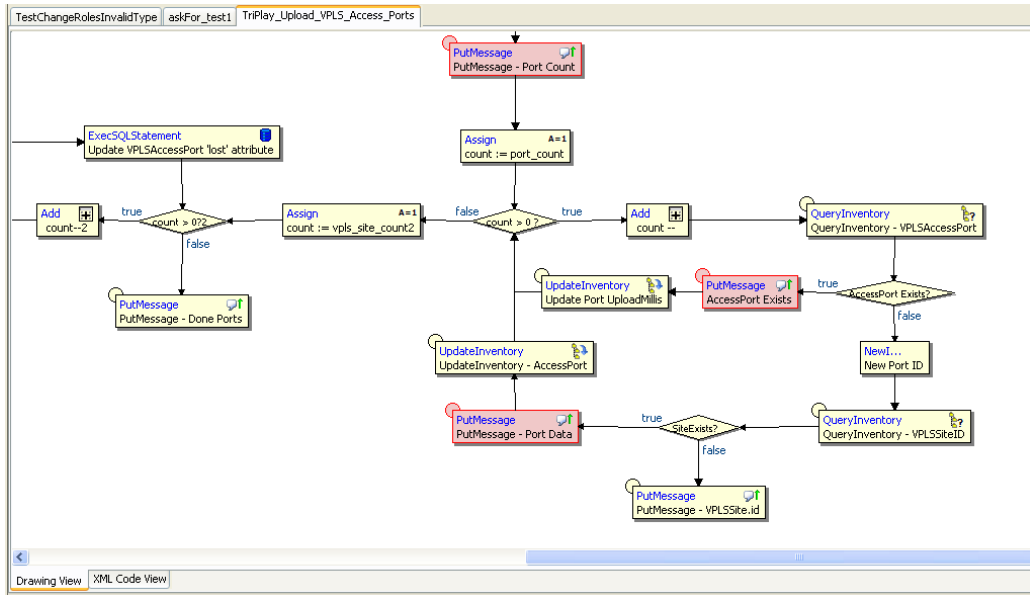 TestChangeRolesInvalidType
askFor_test1
TriPlay_Upload_VPLS_Access_Ports
PutMessage
PutMessage - Port Count
ExecSQLStatement
Update VPLSAccessPort 'lost' attribute
Assign A=1
count := port_count
Add
count--2
true
count > 0?2
false
Assign A=1
count := vpls_site_count2
false
count > 0 ?
true
Add
count --
QueryInventory
QueryInventory - VPLSAccessPort
PutMessage
PutMessage - Done Ports
UpdateInventory
Update Port UploadMillis
PutMessage
AccessPort Exists
true
AccessPort Exists?
false
UpdateInventory
UpdateInventory - AccessPort
NewI...
New Port ID
PutMessage
PutMessage - Port Data
true
SiteExists?
false
QueryInventory
QueryInventory - VPLSSiteID
PutMessage
PutMessage - VPLSSite.id
Drawing View
XML Code View